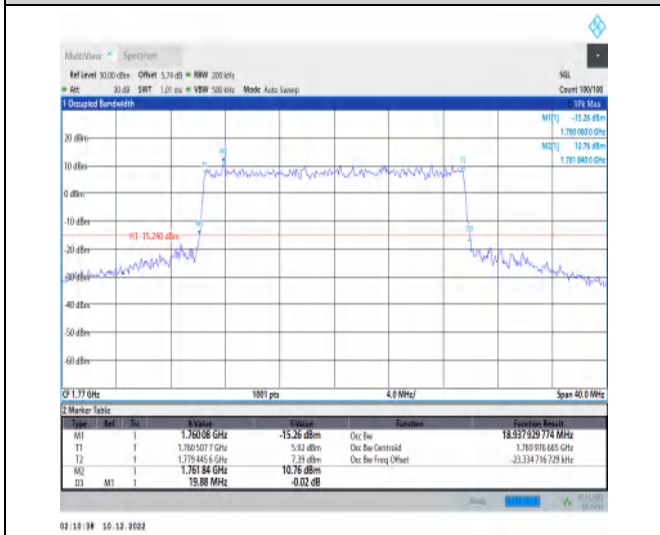 MultiView Spectrum
Ref Level 30.00 dBm Offset 5.74 dB RBW 200 kHz SGL
Att 30 dB SWT 1.01 ms VBW 500 kHz Mode Auto Sweep Count 100/100
1 Occupied Bandwidth 1Pk Max
M1[1] -15.26 dBm
1.760 080 0 GHz
M2[1] 10.76 dBm
1.761 840 0 GHz
20 dBm
10 dBm
0 dBm
-10 dBm
H1 -15.240 dBm
-20 dBm
-30 dBm
-40 dBm
-50 dBm
-60 dBm
CF 1.77 GHz 1001 pts 4.0 MHz/ Span 40.0 MHz
2 Marker Table
Type Ref Trc X-Value Y-Value Function Function Result
M1 1 1.760 08 GHz -15.26 dBm Occ Bw 18.937 929 774 MHz
T1 1 1.760 507 7 GHz 5.92 dBm Occ Bw Centroid 1.769 976 665 GHz
T2 1 1.779 445 6 GHz 7.39 dBm Occ Bw Freq Offset -23.334 716 729 kHz
M2 1 1.761 84 GHz 10.76 dBm
D3 M1 1 19.88 MHz -0.02 dB
Ready
02:10:38 10.12.2022